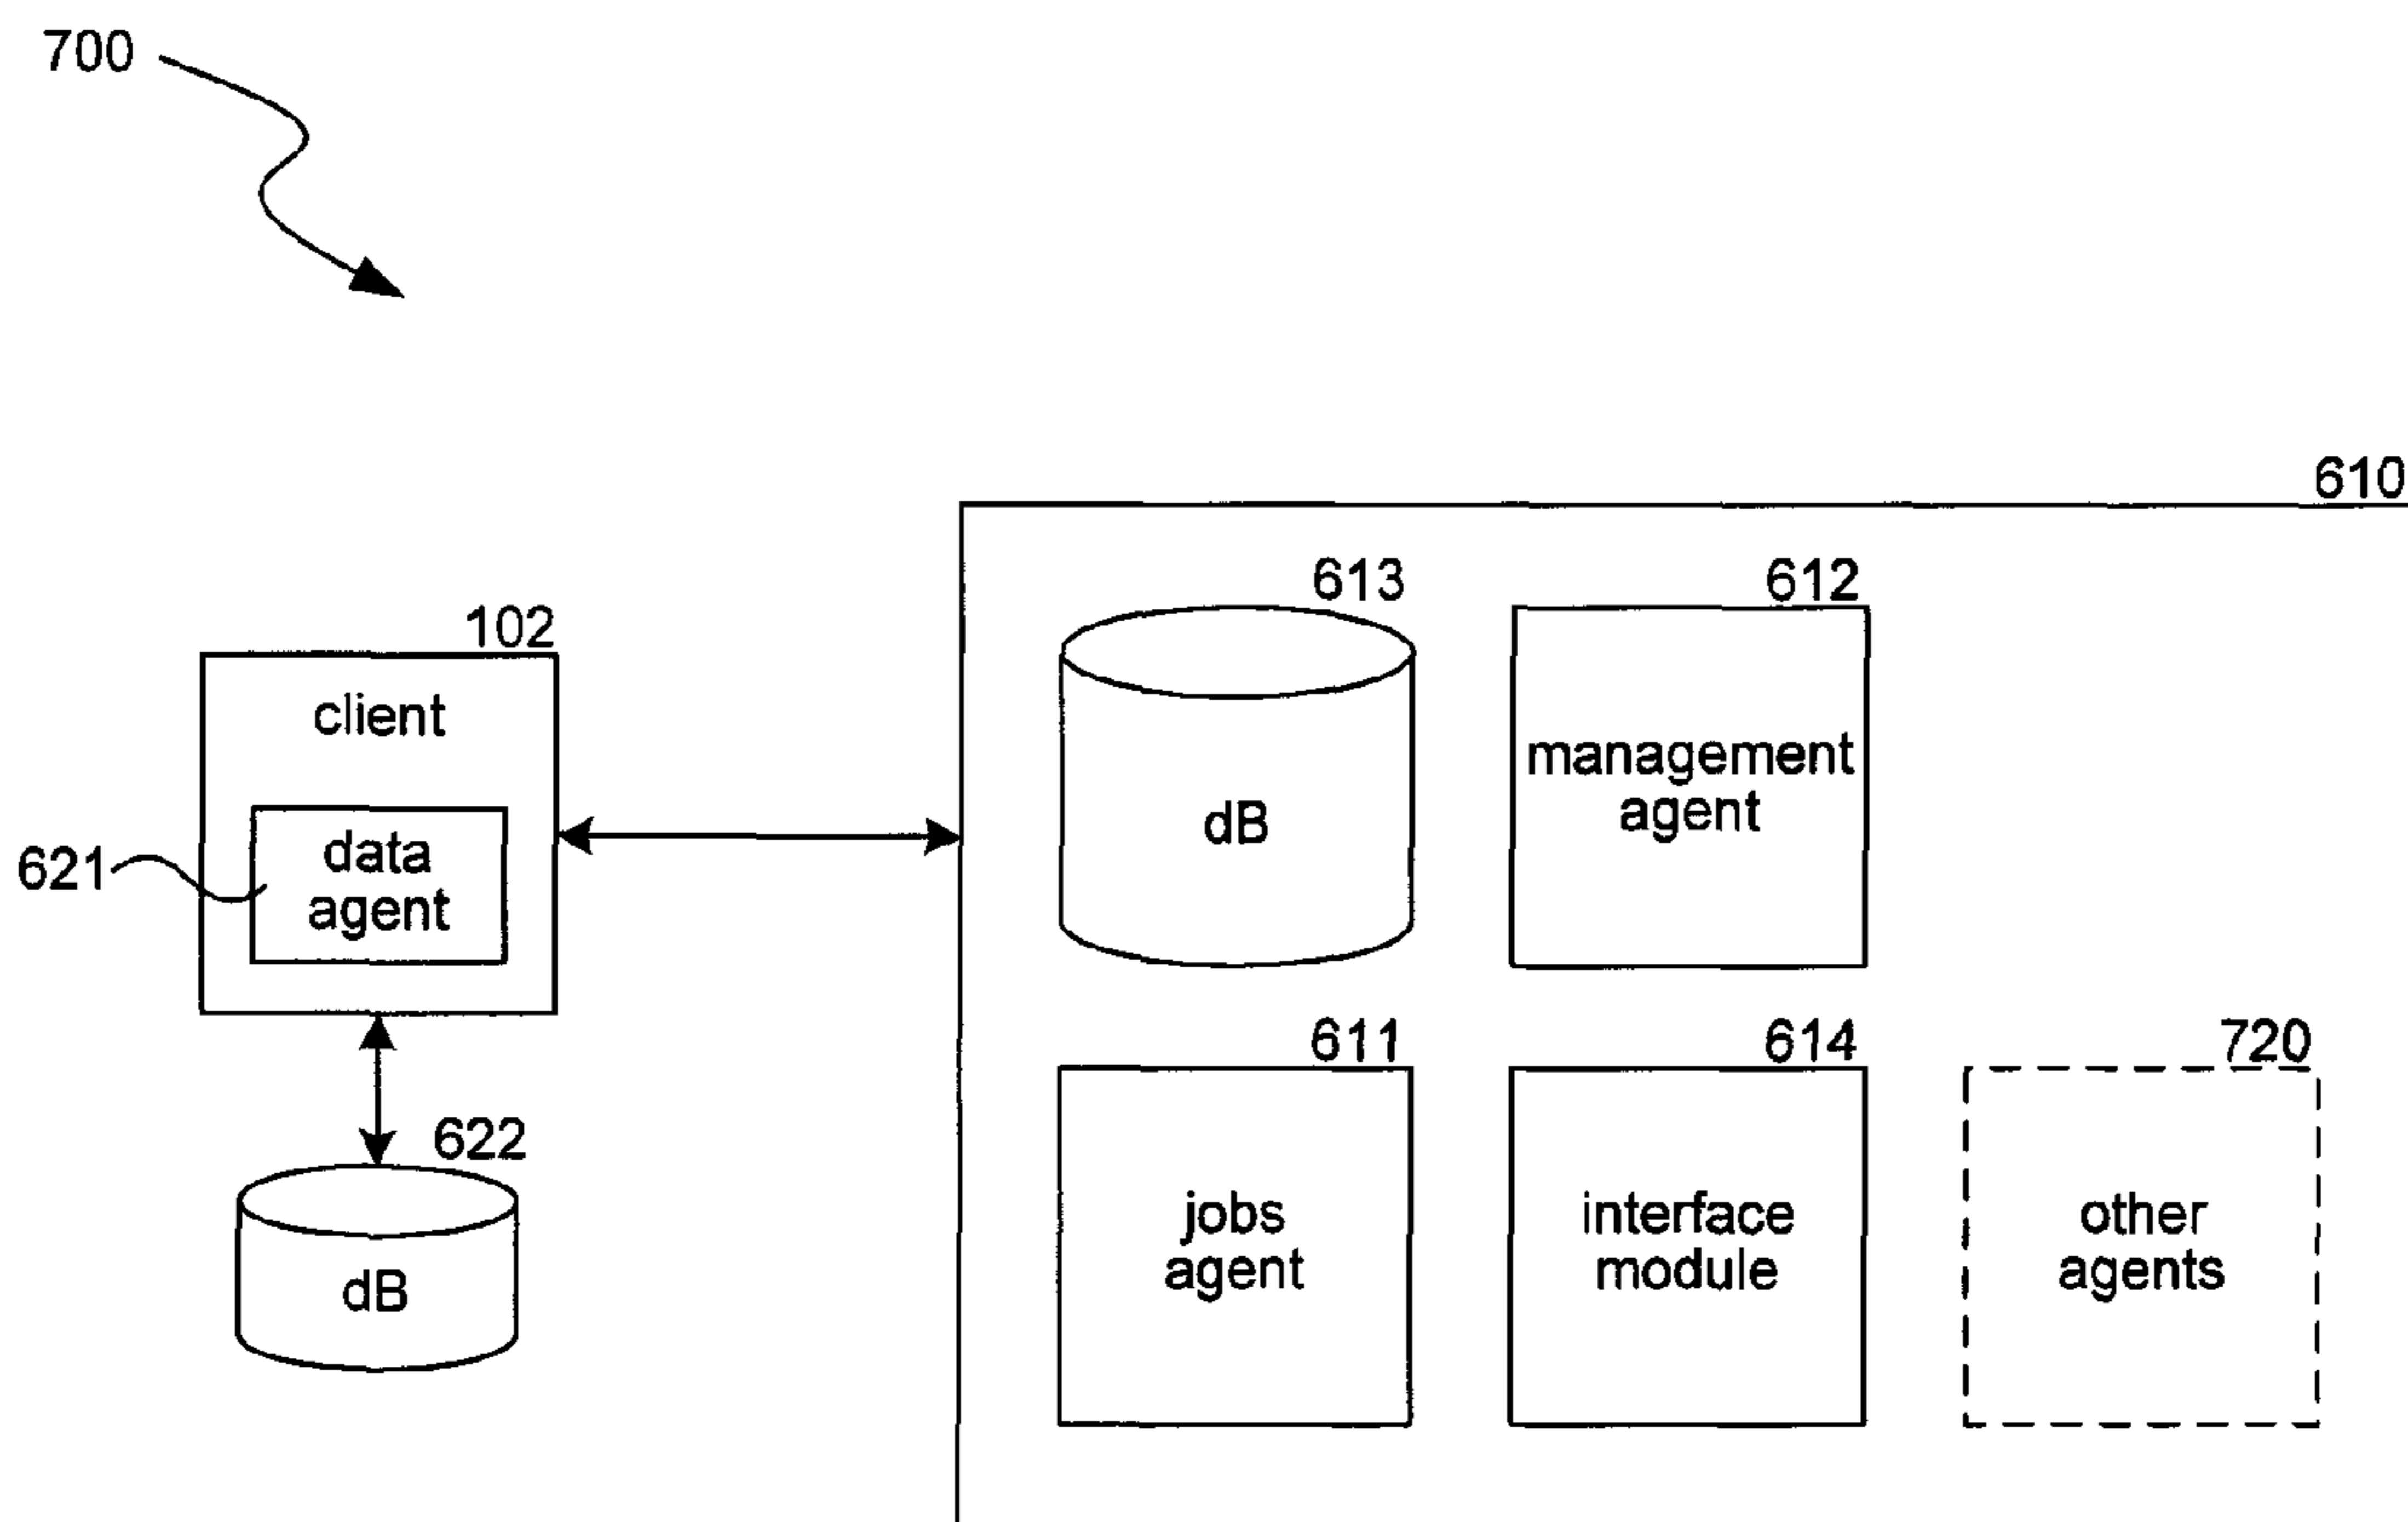 700
610
613
612
102
client
management
agent
dB
data
agent
621
611
614
720
622
jobs
agent
interface
module
other
agents
dB